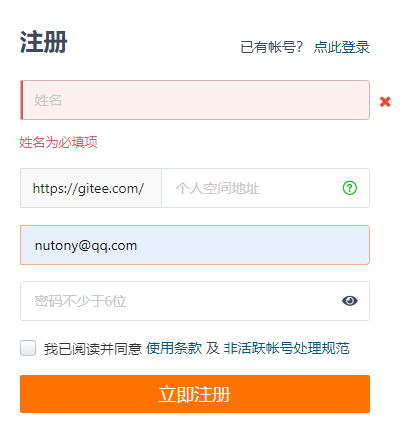 注册
已有帐号? 点此登录
姓名
姓名为必填项
https://gitee.com/ 个人空间地址
nutony@qq.com
密码不少于6位
我已阅读并同意 使用条款 及 非活跃帐号处理规范
立即注册